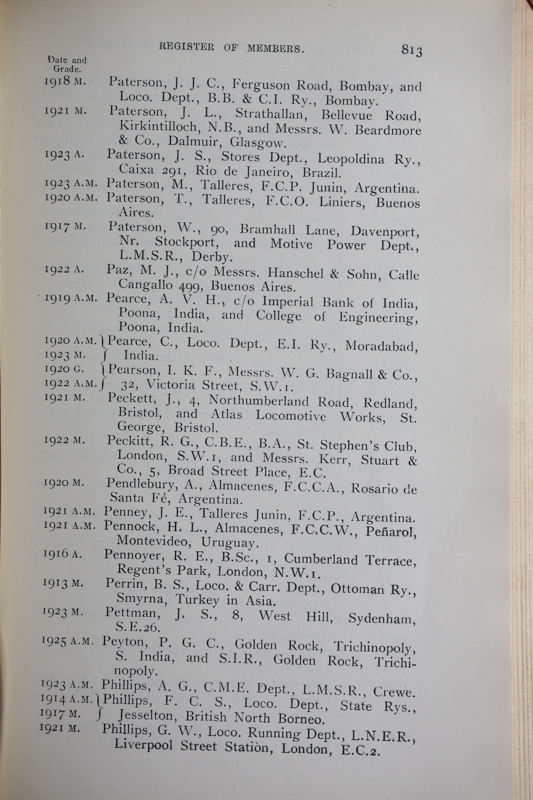 REGISTER OF MEMBERS. 813
Date and
Grade.
1918 M. Paterson, J. J. C., Ferguson Road, Bombay, and
Loco. Dept., B.B. & C.I. Ry., Bombay.
1921 M. Paterson, J. L., Strathallan, Bellevue Road,
Kirkintilloch, N.B., and Messrs. W. Beardmore
& Co., Dalmuir, Glasgow.
1923 A. Paterson, J. S., Stores Dept., Leopoldina Ry.,
Caixa 291, Rio de Janeiro, Brazil.
1923 A.M. Paterson, M., Talleres, F.C.P. Junin, Argentina.
1920 A.M. Paterson, T., Talleres, F.C.O. Liniers, Buenos
Aires.
1917 M. Paterson, W., 90, Bramhall Lane, Davenport,
Nr. Stockport, and Motive Power Dept.,
L.M.S.R., Derby.
1922 A. Paz, M. J., c/o Messrs. Hanschel & Sohn, Calle
Cangallo 499, Buenos Aires.
1919 A.M. Pearce, A. V. H., c/o Imperial Bank of India,
Poona, India, and College of Engineering,
Poona, India.
1920 A.M. } Pearce, C., Loco. Dept., E.I. Ry., Moradabad,
1923 M. } India.
1920 G. } Pearson, I. K. F., Messrs. W. G. Bagnall & Co.,
1922 A.M. } 32, Victoria Street, S.W.1.
1921 M. Peckett, J., 4, Northumberland Road, Redland,
Bristol, and Atlas Locomotive Works, St.
George, Bristol.
1922 M. Peckitt, R. G., C.B.E., B.A., St. Stephen's Club,
London, S.W.1, and Messrs. Kerr, Stuart &
Co., 5, Broad Street Place, E.C.
1920 M. Pendlebury, A., Almacenes, F.C.C.A., Rosario de
Santa Fé, Argentina.
1921 A.M. Penney, J. E., Talleres Junin, F.C.P., Argentina.
1921 A.M. Pennock, H. L., Almacenes, F.C.C.W., Peñarol,
Montevideo, Uruguay.
1916 A. Pennoyer, R. E., B.Sc., 1, Cumberland Terrace,
Regent's Park, London, N.W.1.
1913 M. Perrin, B. S., Loco. & Carr. Dept., Ottoman Ry.,
Smyrna, Turkey in Asia.
1923 M. Pettman, J. S., 8, West Hill, Sydenham,
S.E.26.
1925 A.M. Peyton, P. G. C., Golden Rock, Trichinopoly,
S. India, and S.I.R., Golden Rock, Trichi-
nopoly.
1923 A.M. Phillips, A. G., C.M.E. Dept., L.M.S.R., Crewe.
1914 A.M. } Phillips, F. C. S., Loco. Dept., State Rys.,
1917 M. } Jesselton, British North Borneo.
1921 M. Phillips, G. W., Loco. Running Dept., L.N.E.R.,
Liverpool Street Station, London, E.C.2.